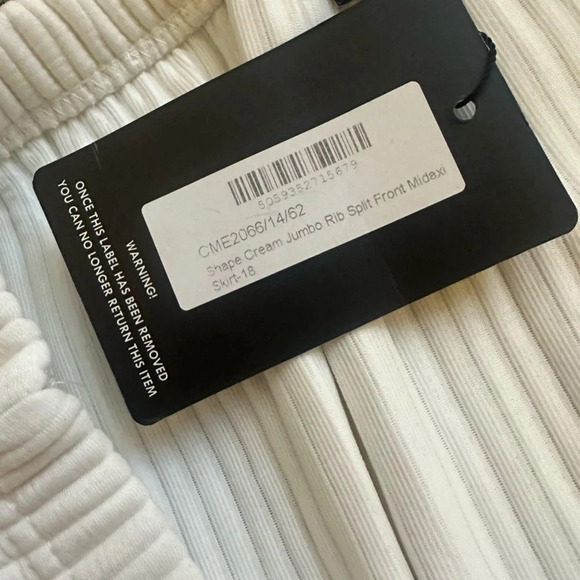 5059352715679
CME2066/14/62
Shape Cream Jumbo Rib Split Front Midaxi
Skirt-18
WARNING!
ONCE THIS LABEL HAS BEEN REMOVED
YOU CAN NO LONGER RETURN THIS ITEM